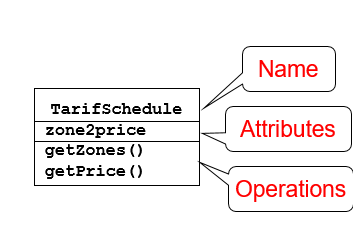 Name
TarifSchedule
zone2price
Attributes
getZones()
getPrice()
Operations